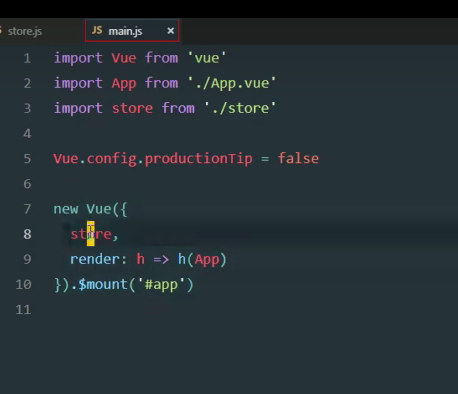 store.js JS main.js ×
1 import Vue from 'vue'
2 import App from './App.vue'
3 import store from './store'
4
5 Vue.config.productionTip = false
6
7 new Vue({
8   store,
9   render: h => h(App)
10 }).$mount('#app')
11